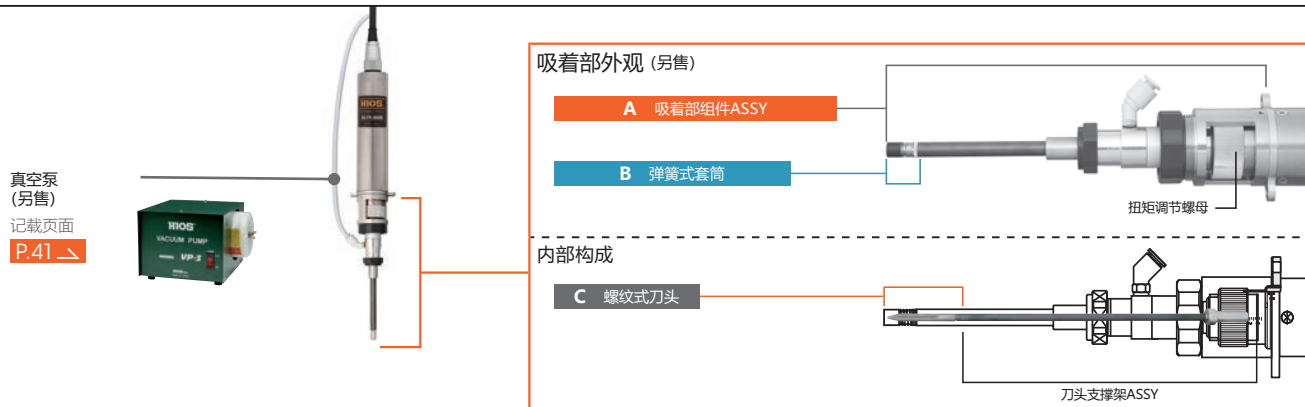 真空泵
(另售)
记载页面
P.41
HIOS
HIOS
VACUUM PUMP
VP-5
吸着部外观 (另售)
A 吸着部组件ASSY
B 弹簧式套筒
扭矩调节螺母
内部构成
C 螺纹式刀头
刀头支撑架ASSY